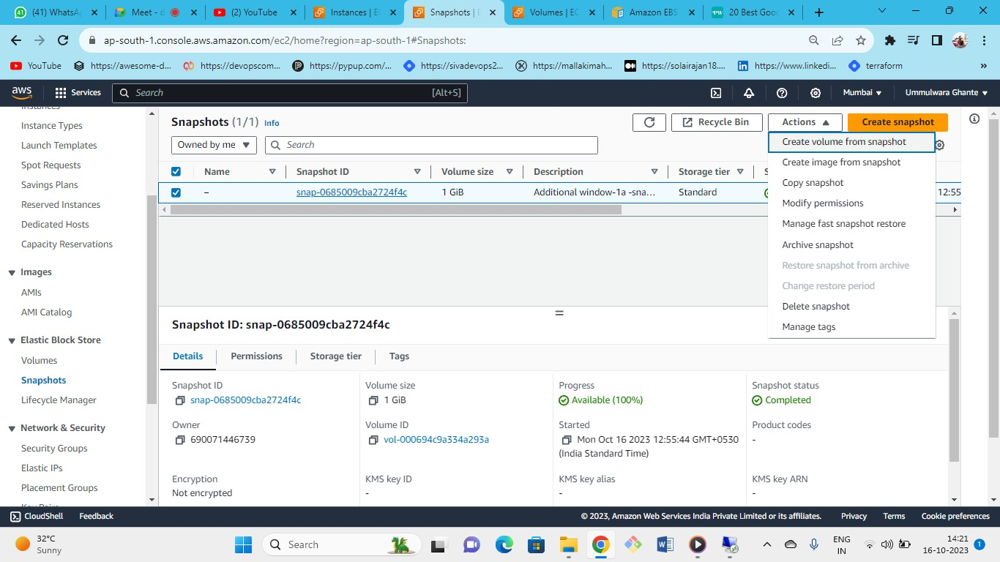 (41) WhatsA
Meet - d
(2) YouTube
Instances | E
Snapshots | E
Volumes | EC
Amazon EBS
20 Best Goo
ap-south-1.console.aws.amazon.com/ec2/home?region=ap-south-1#Snapshots:
YouTube
https://awesome-d...
https://devopscom...
https://pypup.com/...
https://sivadevops2...
https://mallakimah...
https://solairajan18....
https://www.linkedi...
terraform
aws
Services
Search
[Alt+S]
Mumbai
Ummulwara Ghante
Instances
Instance Types
Launch Templates
Spot Requests
Savings Plans
Reserved Instances
Dedicated Hosts
Capacity Reservations
Images
AMIs
AMI Catalog
Elastic Block Store
Volumes
Snapshots
Lifecycle Manager
Network & Security
Security Groups
Elastic IPs
Placement Groups
Key Pairs
Snapshots (1/1) Info
Recycle Bin
Actions
Create snapshot
Owned by me
Search
Name
Snapshot ID
Volume size
Description
Storage tier
S
–
snap-0685009cba2724f4c
1 GiB
Additional window-1a -sna...
Standard
12:55
Create volume from snapshot
Create image from snapshot
Copy snapshot
Modify permissions
Manage fast snapshot restore
Archive snapshot
Restore snapshot from archive
Change restore period
Delete snapshot
Manage tags
Snapshot ID: snap-0685009cba2724f4c
Details
Permissions
Storage tier
Tags
Snapshot ID
snap-0685009cba2724f4c
Volume size
1 GiB
Progress
Available (100%)
Snapshot status
Completed
Owner
690071446739
Volume ID
vol-000694c9a334a293a
Started
Mon Oct 16 2023 12:55:44 GMT+0530
(India Standard Time)
Product codes
-
Encryption
Not encrypted
KMS key ID
-
KMS key alias
-
KMS key ARN
-
CloudShell
Feedback
© 2023, Amazon Web Services India Private Limited or its affiliates.
Privacy
Terms
Cookie preferences
32°C
Sunny
Search
ENG
IN
14:21
16-10-2023
1